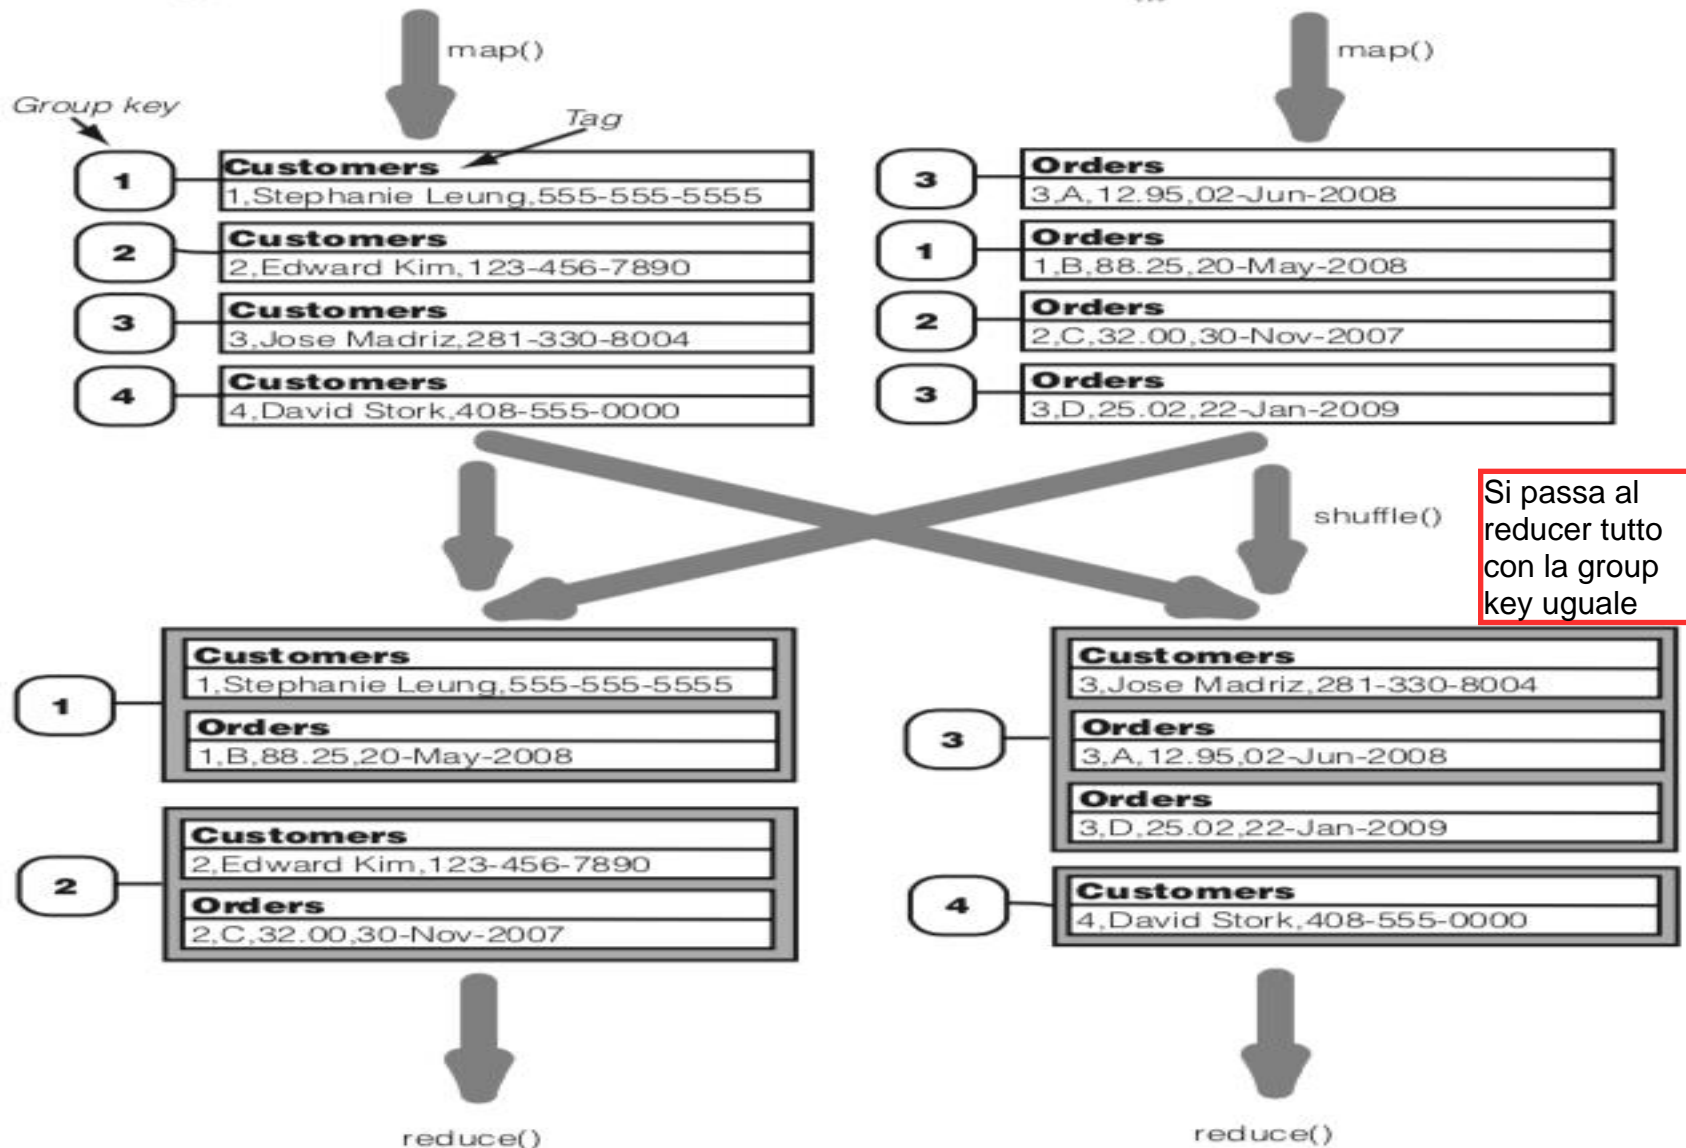 map()
map()
Group key
Tag
1
Customers
1,Stephanie Leung,555-555-5555
2
Customers
2,Edward Kim,123-456-7890
3
Customers
3,Jose Madriz,281-330-8004
4
Customers
4,David Stork,408-555-0000
3
Orders
3,A,12.95,02-Jun-2008
1
Orders
1,B,88.25,20-May-2008
2
Orders
2,C,32.00,30-Nov-2007
3
Orders
3,D,25.02,22-Jan-2009
shuffle()
Si passa al
reducer tutto
con la group
key uguale
1
Customers
1,Stephanie Leung,555-555-5555
Orders
1,B,88.25,20-May-2008
2
Customers
2,Edward Kim,123-456-7890
Orders
2,C,32.00,30-Nov-2007
3
Customers
3,Jose Madriz,281-330-8004
Orders
3,A,12.95,02-Jun-2008
Orders
3,D,25.02,22-Jan-2009
4
Customers
4,David Stork,408-555-0000
reduce()
reduce()